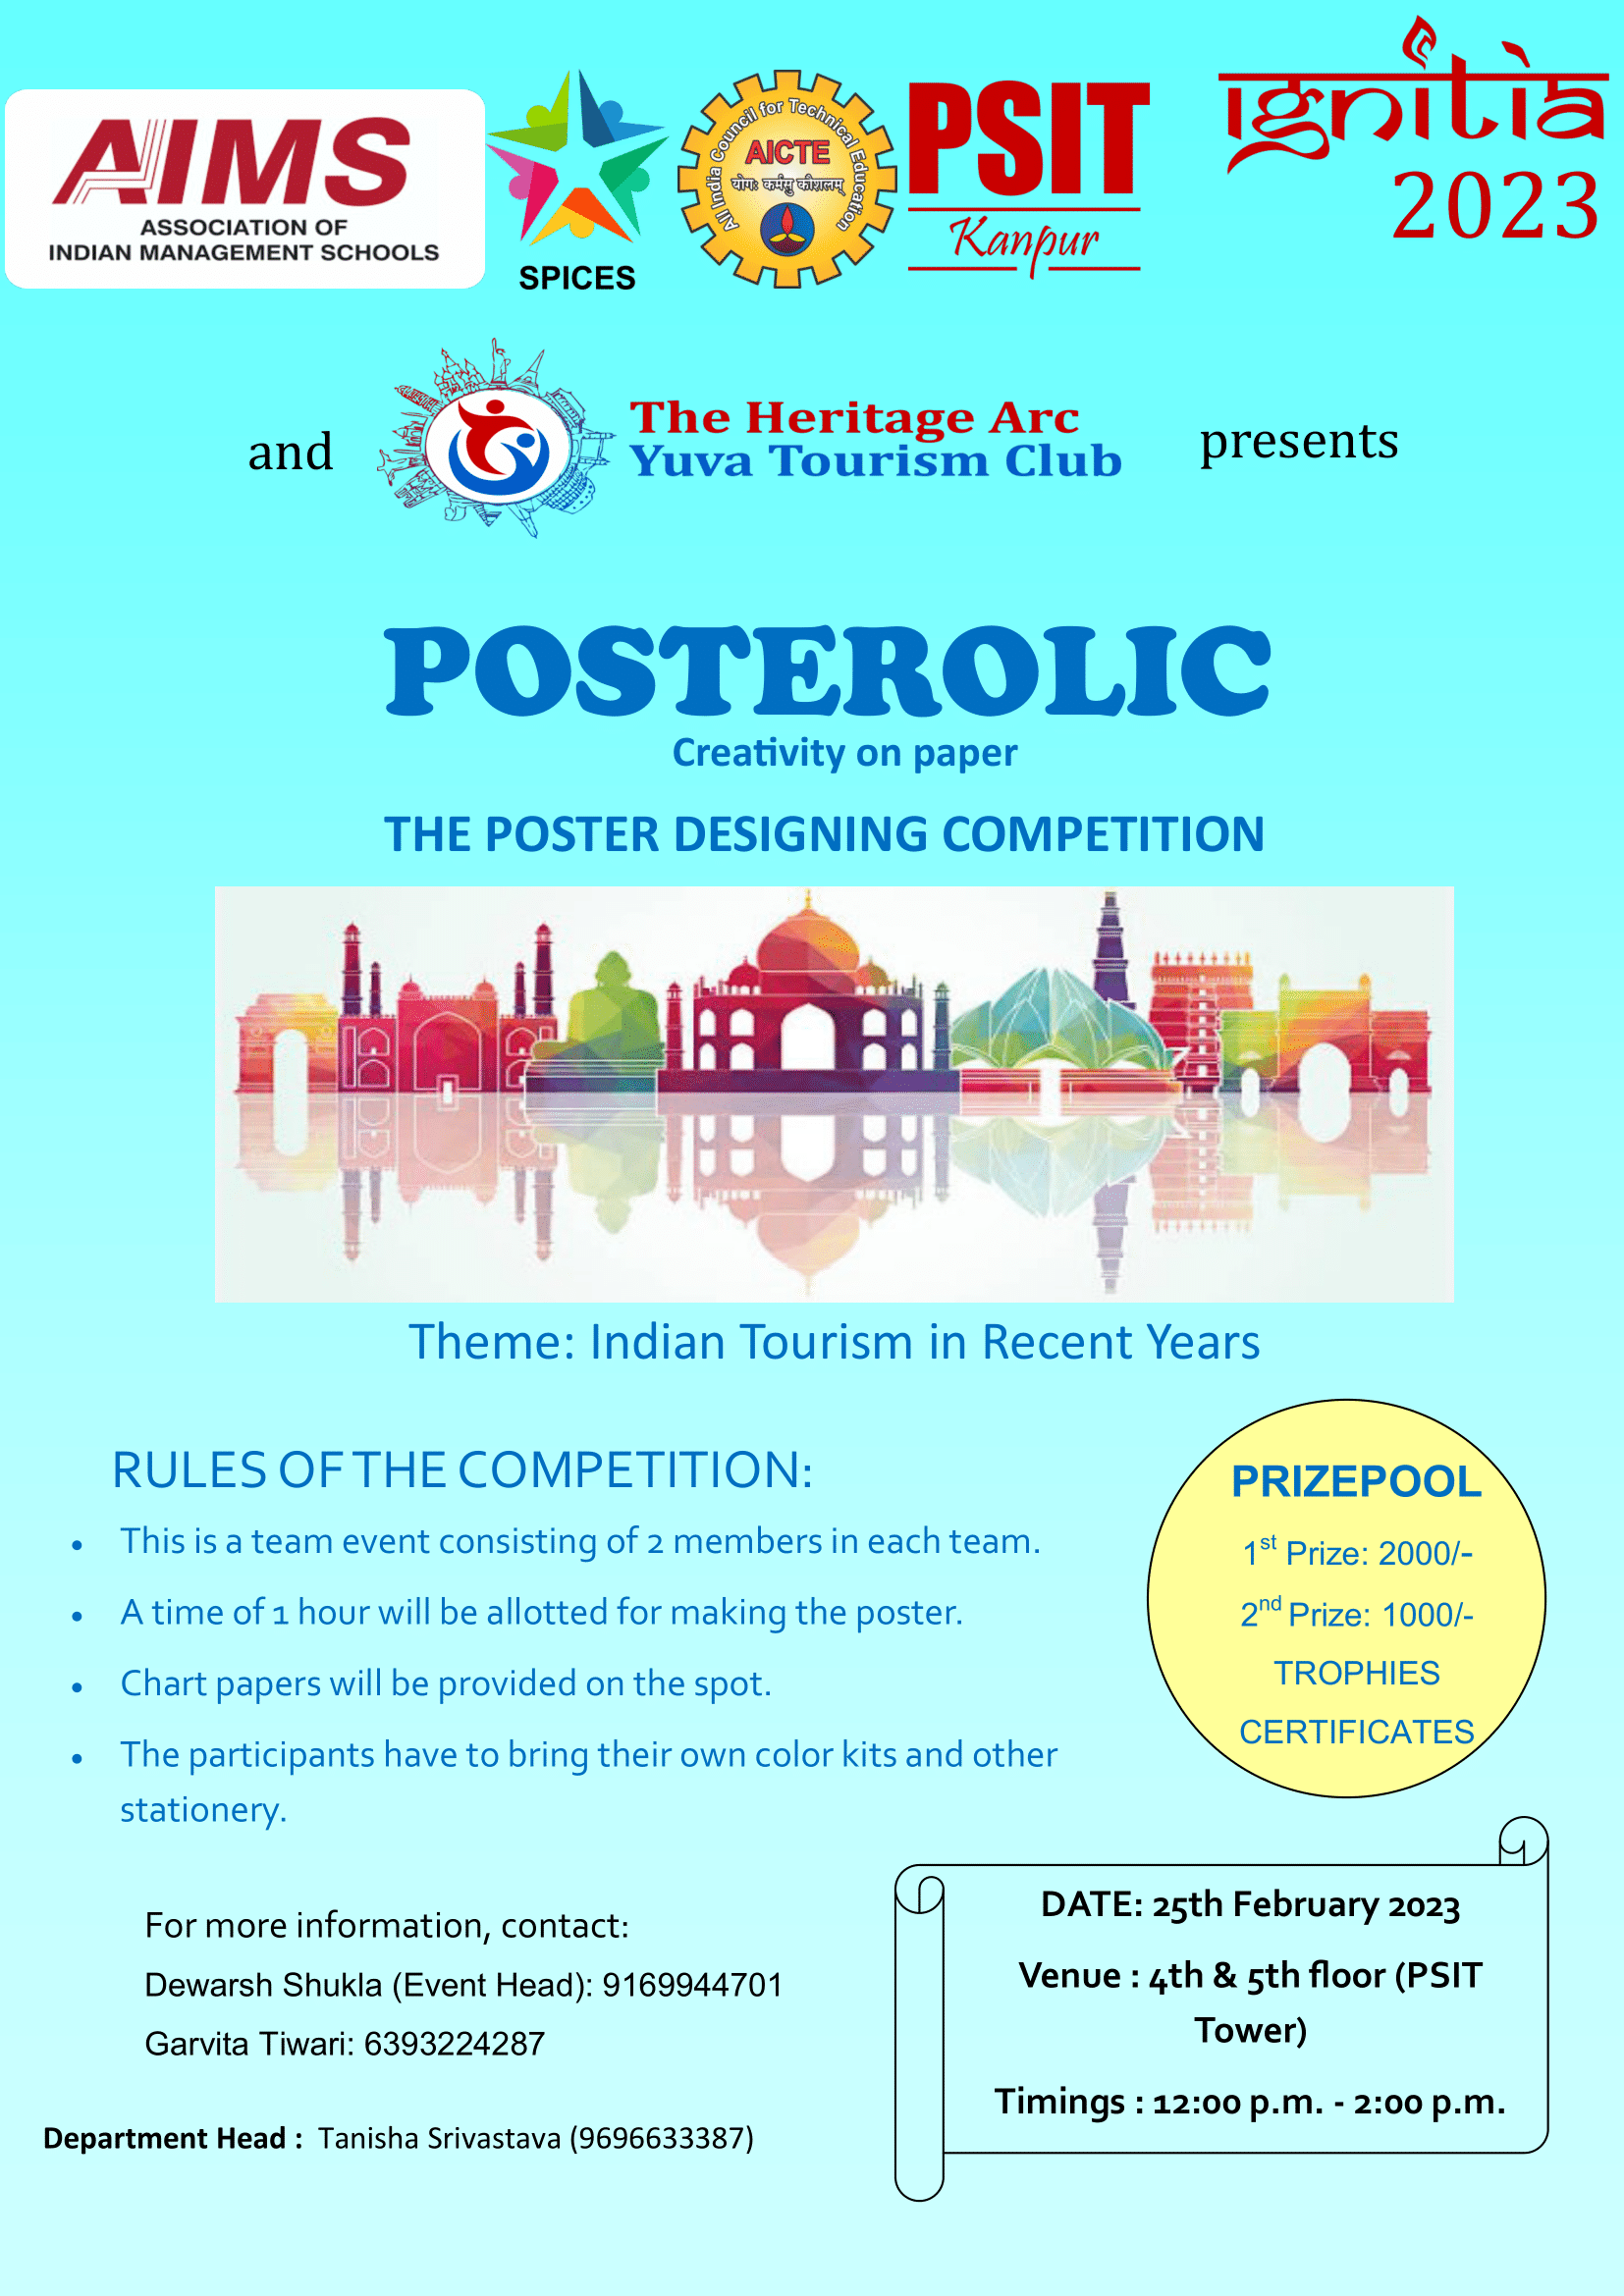 AIMS
ASSOCIATION OF
INDIAN MANAGEMENT SCHOOLS
SPICES
All India Council for Technical Education
AICTE
योगः कर्मसु कौशलम्
PSIT
Kanpur
ignitia
2023
and
The Heritage Arc
Yuva Tourism Club
presents
POSTEROLIC
Creativity on paper
THE POSTER DESIGNING COMPETITION
Theme: Indian Tourism in Recent Years
RULES OF THE COMPETITION:
• This is a team event consisting of 2 members in each team.
• A time of 1 hour will be allotted for making the poster.
• Chart papers will be provided on the spot.
• The participants have to bring their own color kits and other
stationery.
PRIZEPOOL
1st Prize: 2000/-
2nd Prize: 1000/-
TROPHIES
CERTIFICATES
For more information, contact:
Dewarsh Shukla (Event Head): 9169944701
Garvita Tiwari: 6393224287
Department Head : Tanisha Srivastava (9696633387)
DATE: 25th February 2023
Venue : 4th & 5th floor (PSIT
Tower)
Timings : 12:00 p.m. - 2:00 p.m.